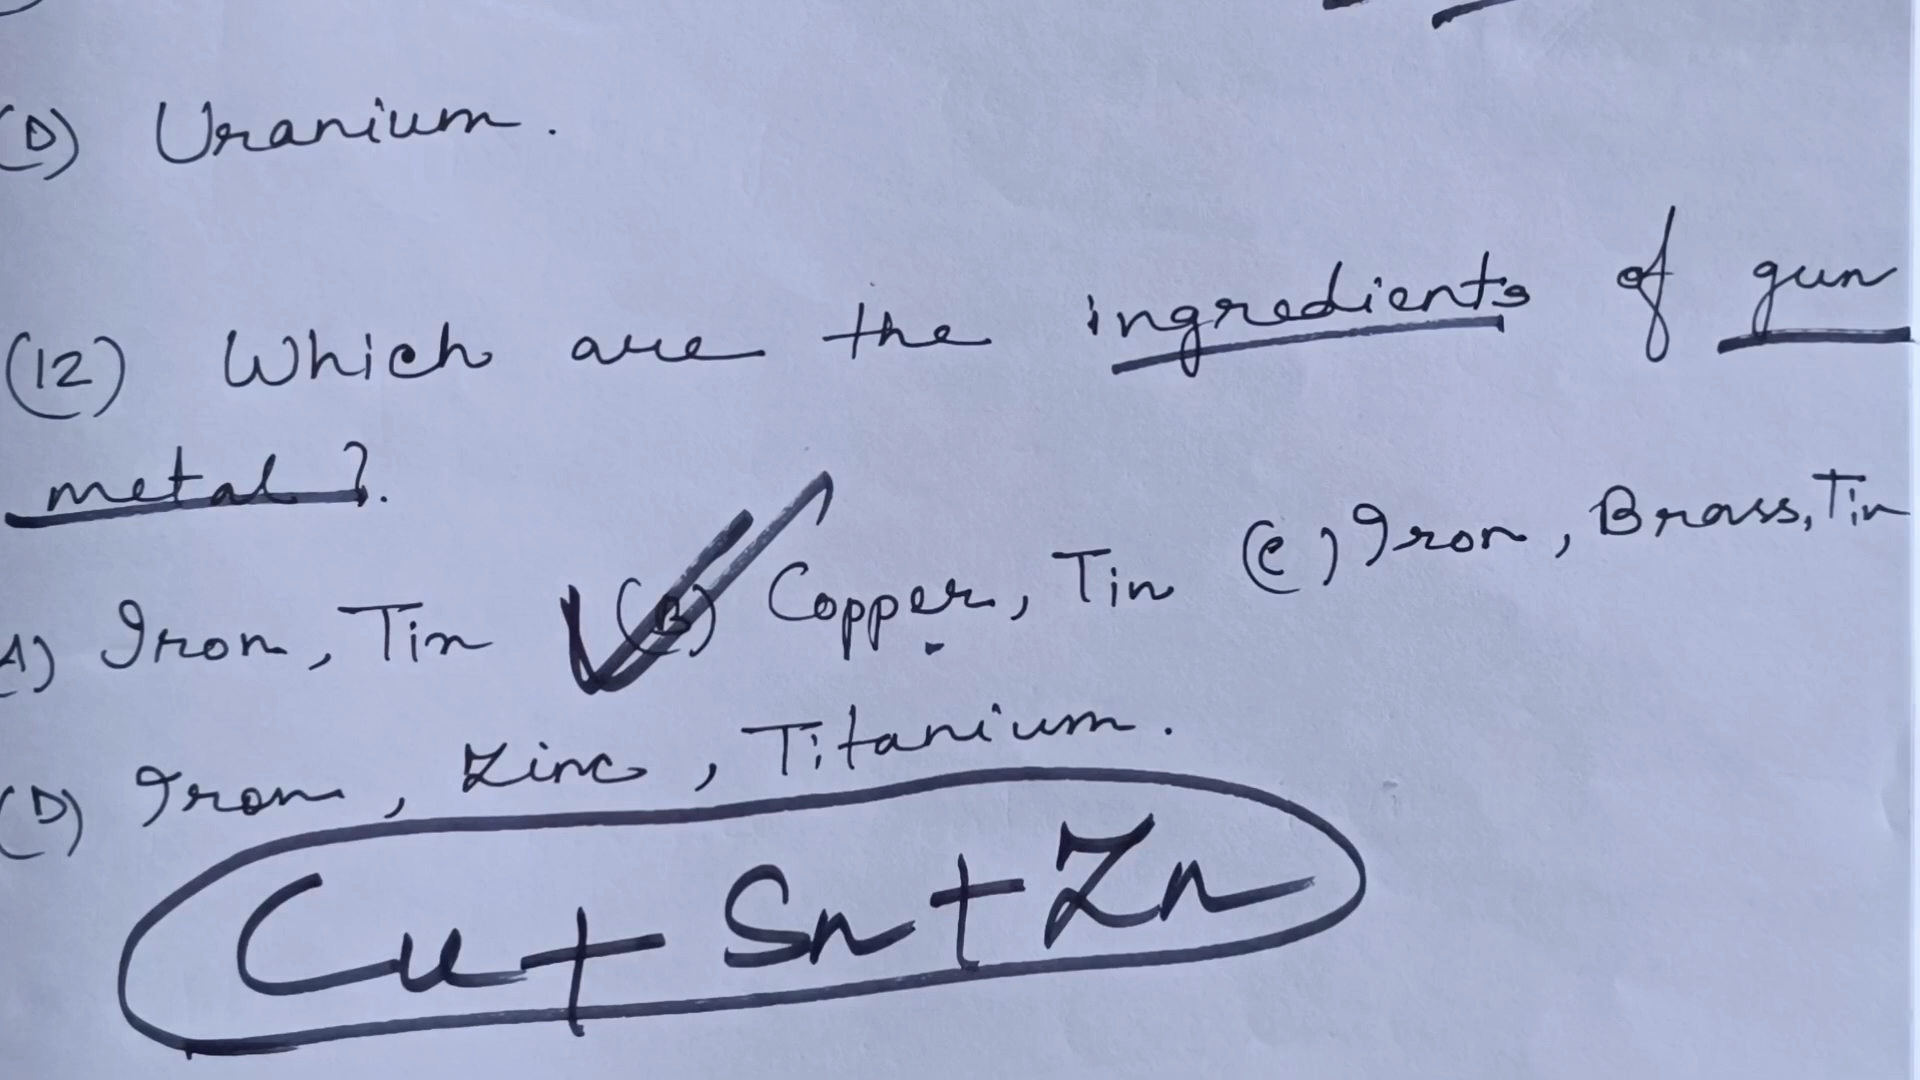 (D) Uranium.
(12) Which are the ingredients of gun
metal?
A) Iron, Tin (B) Copper, Tin (C) Iron, Brass, Tin
(D) Iron, Zinc, Titanium.
Cu + Sn + Zn